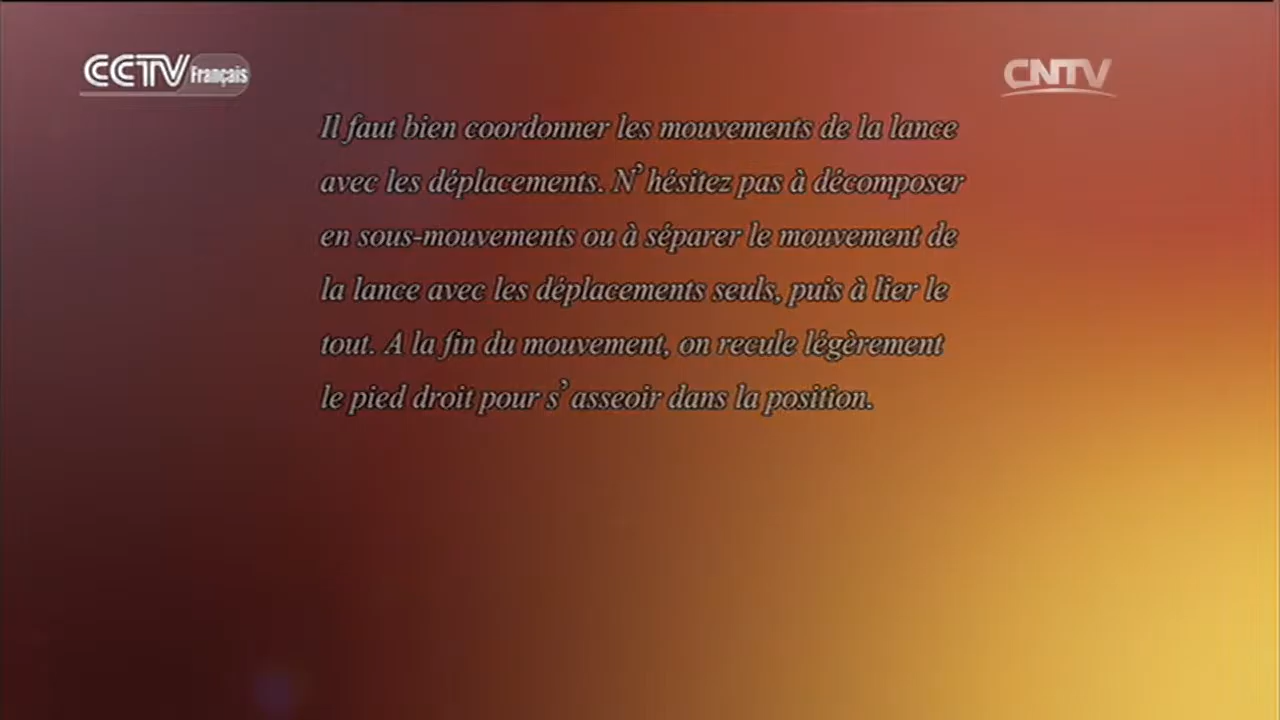 CCTV Français
CNTV
Il faut bien coordonner les mouvements de la lance
avec les déplacements. N’hésitez pas à décomposer
en sous-mouvements ou à séparer le mouvement de
la lance avec les déplacements seuls, puis à lier le
tout. A la fin du mouvement, on recule légèrement
le pied droit pour s’asseoir dans la position.